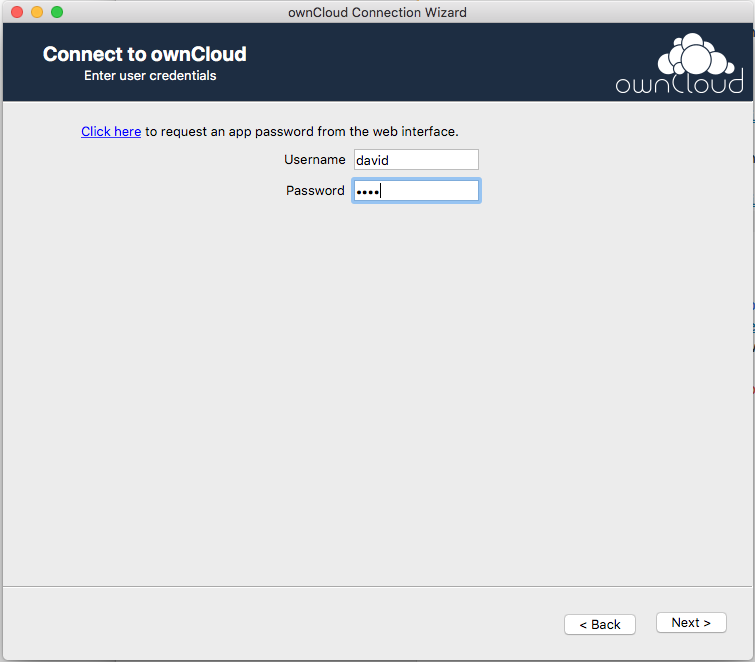 ownCloud Connection Wizard
Connect to ownCloud
Enter user credentials
ownCloud
Click here to request an app password from the web interface.
Username david
Password ••••
< Back Next >